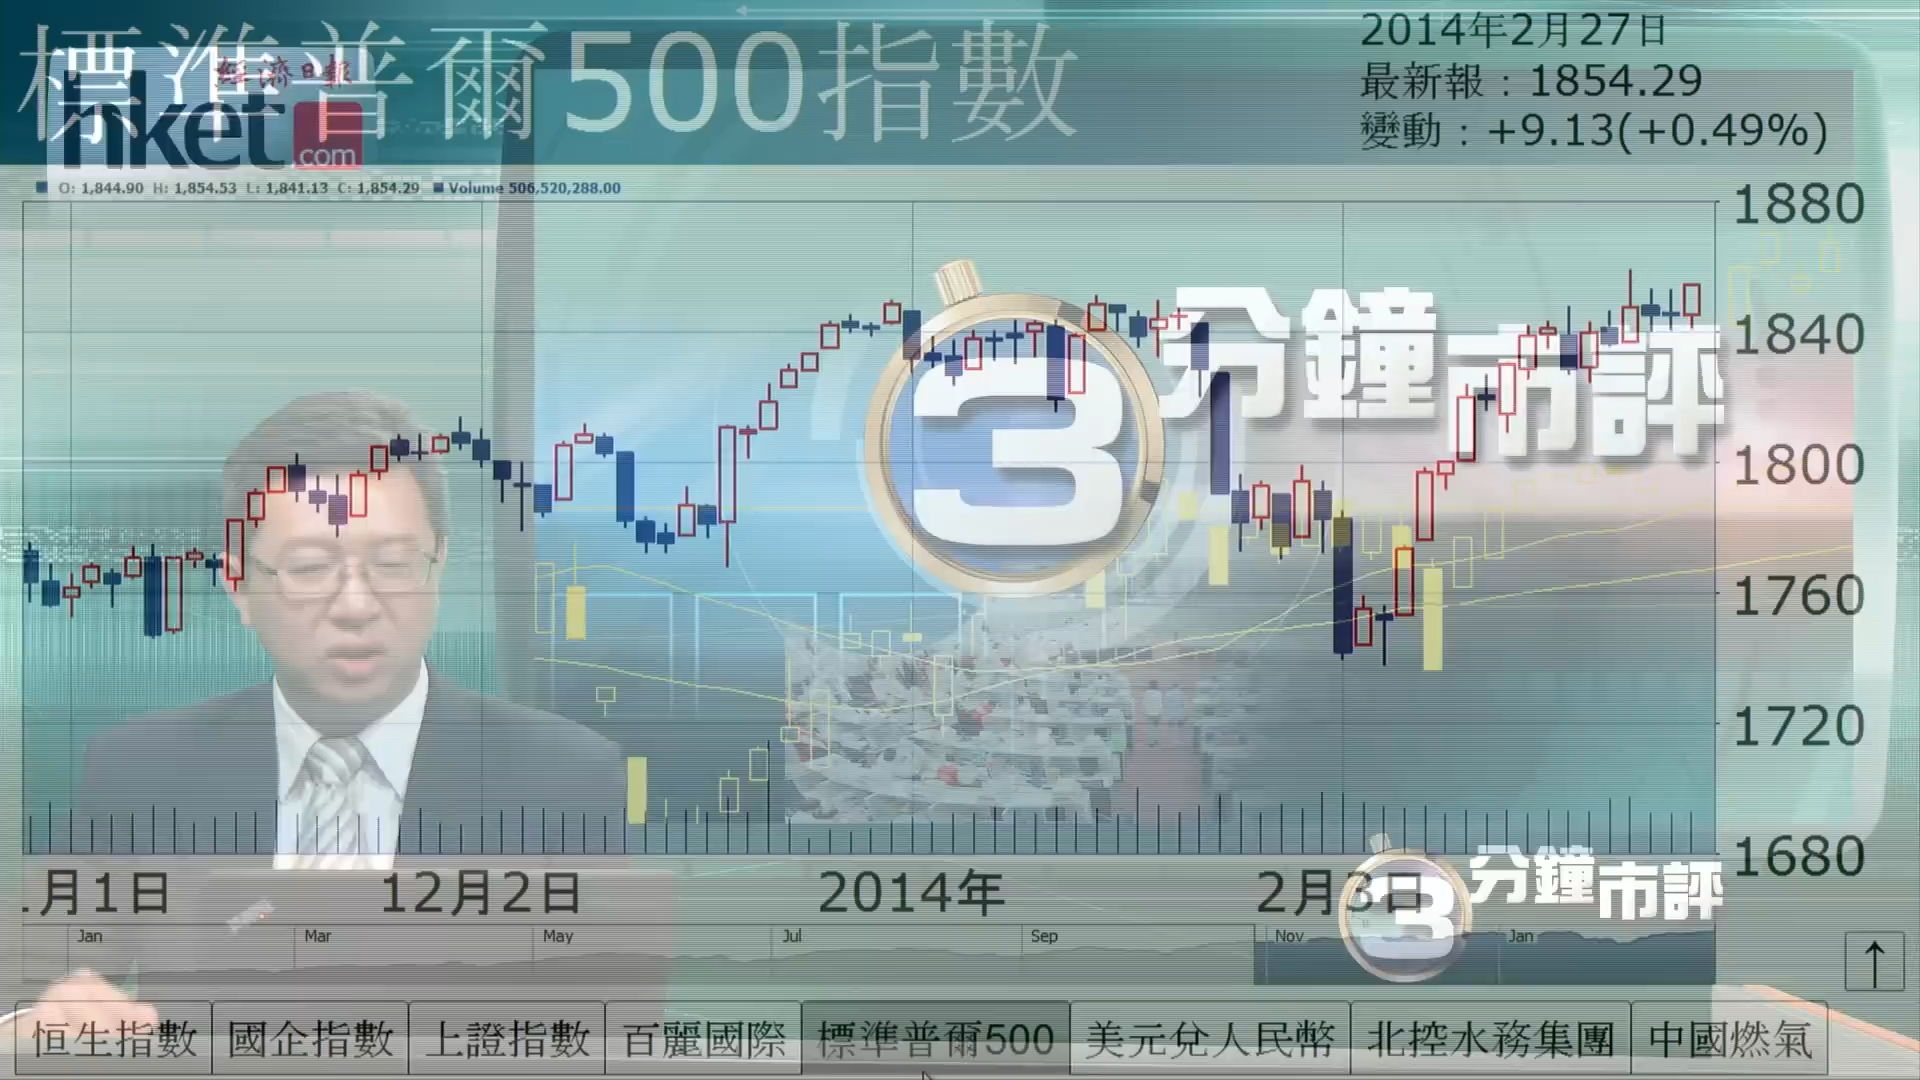 標準普爾500指數
經濟日報
hket
.com
2014年2月27日
最新報：1854.29
變動：+9.13(+0.49%)
O: 1,844.90 H: 1,854.53 L: 1,841.13 C: 1,854.29 Volume 506,520,288.00
1880
1840
1800
1760
1720
1680
3分鐘市評
月1日 12月2日 2014年 2月3日
3分鐘市評
Jan Mar May Jul Sep Nov Jan
恒生指數 國企指數 上證指數 百麗國際 標準普爾500 美元兌人民幣 北控水務集團 中國燃氣